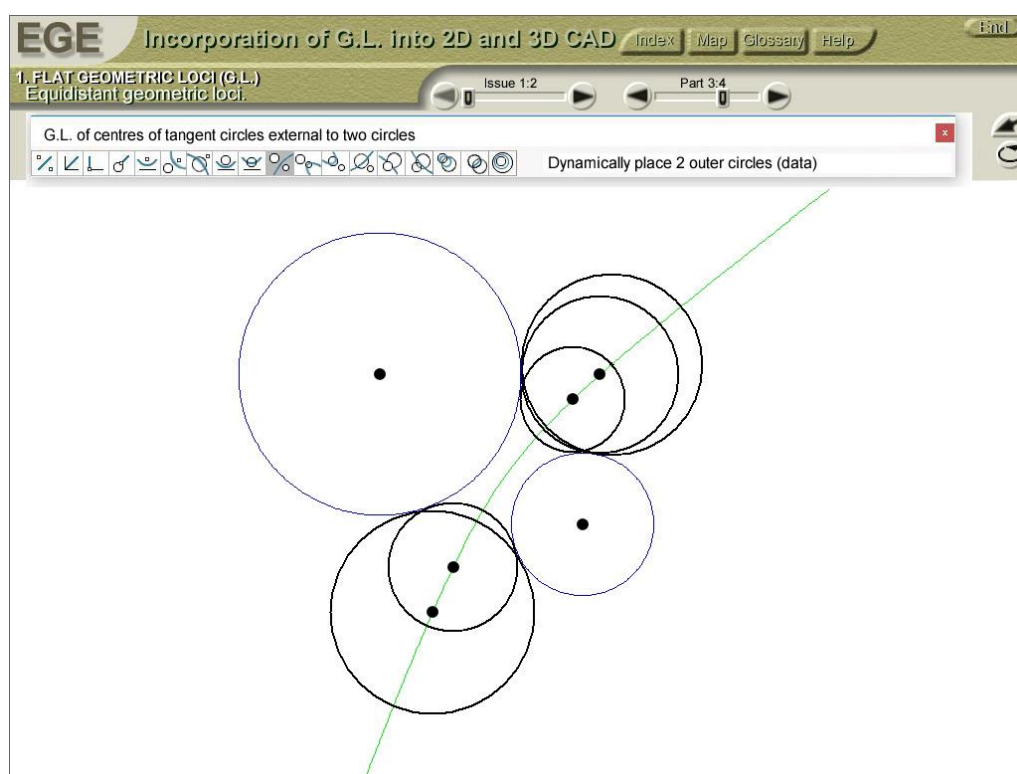 EGE
Incorporation of G.L. into 2D and 3D CAD
Index
Map
Glossary
Help
End
1. FLAT GEOMETRIC LOCI (G.L.)
Equidistant geometric loci.
Issue 1:2
Part 3:4
G.L. of centres of tangent circles external to two circles
x
Dynamically place 2 outer circles (data)